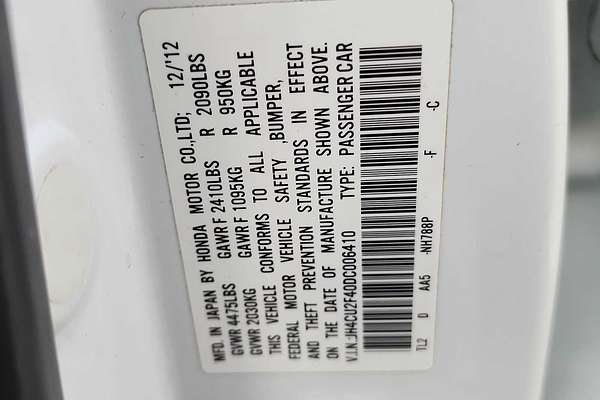 MFD. IN JAPAN BY HONDA MOTOR CO.,LTD; 12/'12
GVWR 4475LBS GAWR F 2410LBS R 2090LBS
GVWR 2030KG GAWR F 1095KG R 950KG
THIS VEHICLE CONFORMS TO ALL APPLICABLE
FEDERAL MOTOR VEHICLE SAFETY ,BUMPER,
AND THEFT PREVENTION STANDARDS IN EFFECT
ON THE DATE OF MANUFACTURE SHOWN ABOVE.
V.I.N.:JH4CU2F40DC006410 TYPE: PASSENGER CAR
TL2 D AA5 -NH788P -F -C